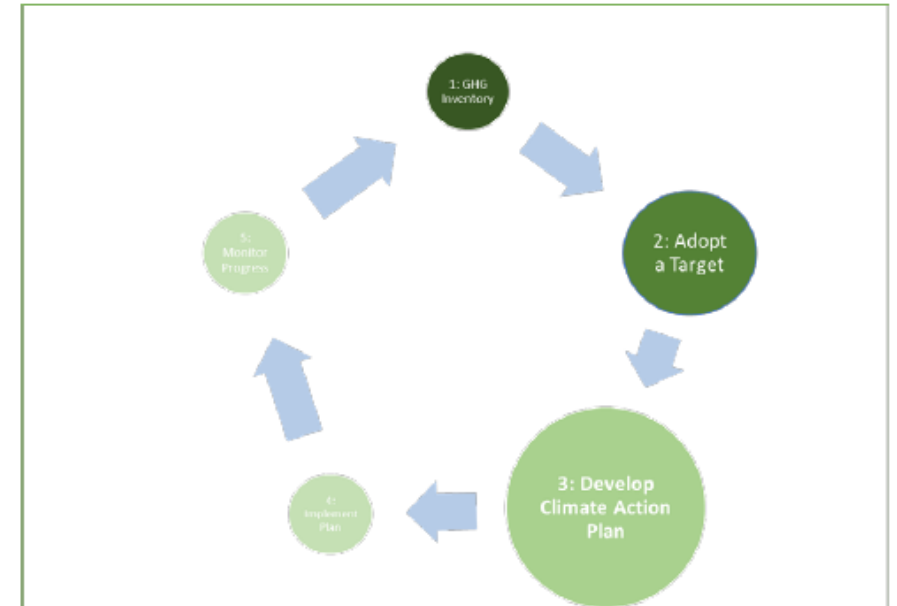 1: GHG
Inventory
2: Adopt
a Target
3: Develop
Climate Action
Plan
4:
Implement
Plan
5:
Monitor
Progress